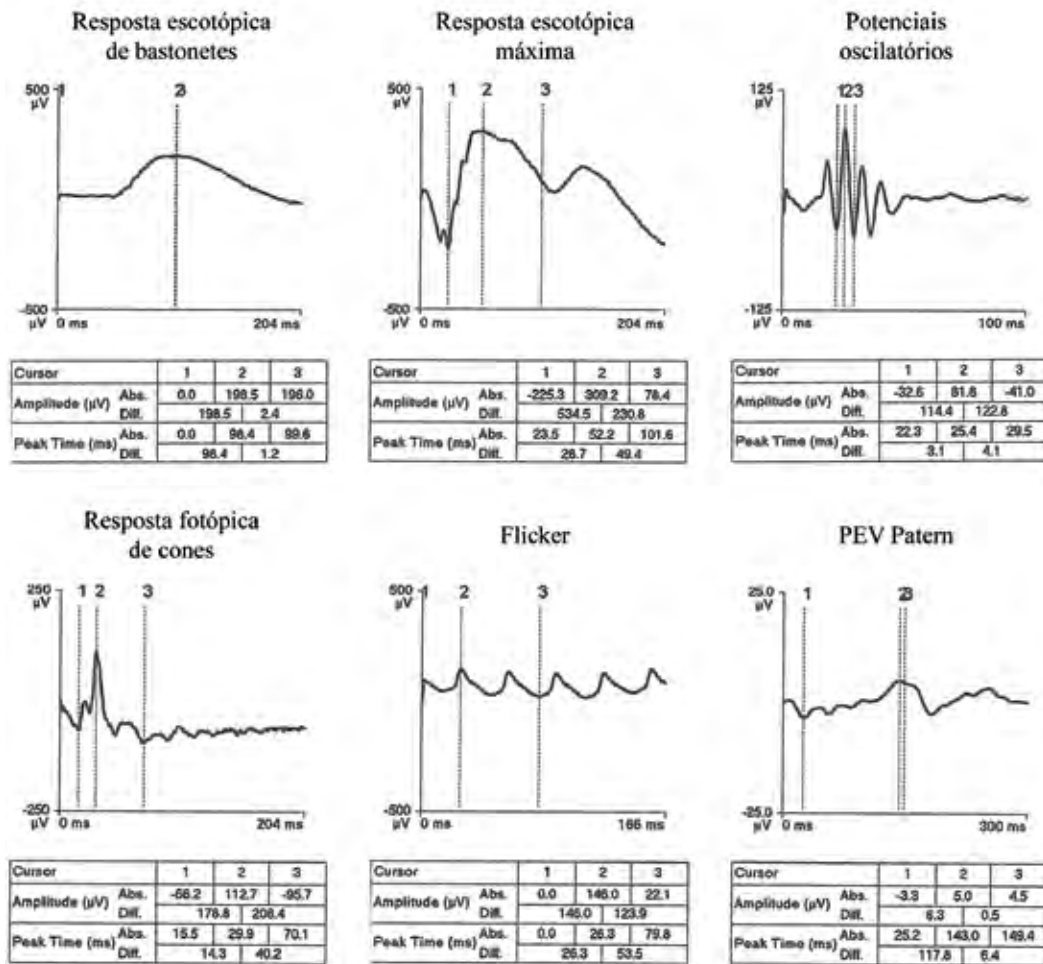 Resposta escotópica
de bastonetes
Resposta escotópica
máxima
Potenciais
oscilatórios
500
µV
1
23
-500
µV
0 ms
204 ms
500
µV
1
2
3
-500
µV
0 ms
204 ms
125
µV
123
-125
µV
0 ms
100 ms
Cursor 1 2 3
Amplitude (µV) Abs. 0.0 198.5 196.0
Diff. 198.5 2.4
Peak Time (ms) Abs. 0.0 98.4 99.6
Diff. 98.4 1.2
Cursor 1 2 3
Amplitude (µV) Abs. -225.3 309.2 78.4
Diff. 534.5 230.8
Peak Time (ms) Abs. 23.5 52.2 101.6
Diff. 28.7 49.4
Cursor 1 2 3
Amplitude (µV) Abs. -32.6 81.8 -41.0
Diff. 114.4 122.8
Peak Time (ms) Abs. 22.3 25.4 29.5
Diff. 3.1 4.1
Resposta fotópica
de cones
Flicker
PEV Patern
250
µV
1 2 3
-250
µV
0 ms
204 ms
500
µV
1 2 3
-500
µV
0 ms
166 ms
25.0
µV
1
23
-25.0
µV
0 ms
300 ms
Cursor 1 2 3
Amplitude (µV) Abs. -66.2 112.7 -95.7
Diff. 178.8 208.4
Peak Time (ms) Abs. 15.5 29.9 70.1
Diff. 14.3 40.2
Cursor 1 2 3
Amplitude (µV) Abs. 0.0 146.0 22.1
Diff. 146.0 123.9
Peak Time (ms) Abs. 0.0 26.3 79.8
Diff. 26.3 53.5
Cursor 1 2 3
Amplitude (µV) Abs. -3.3 5.0 4.5
Diff. 6.3 0.5
Peak Time (ms) Abs. 25.2 143.0 149.4
Diff. 117.8 6.4